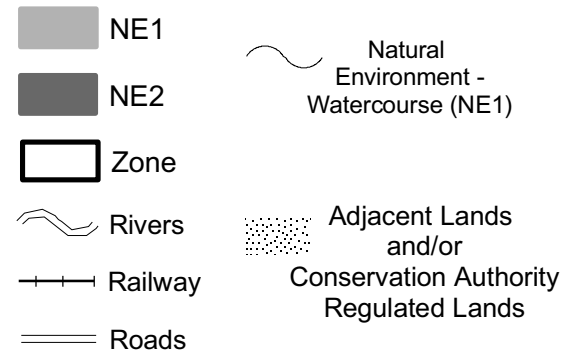 NE1
NE2
Zone
Rivers
Railway
Roads
Natural
Environment -
Watercourse (NE1)
Adjacent Lands
and/or
Conservation Authority
Regulated Lands